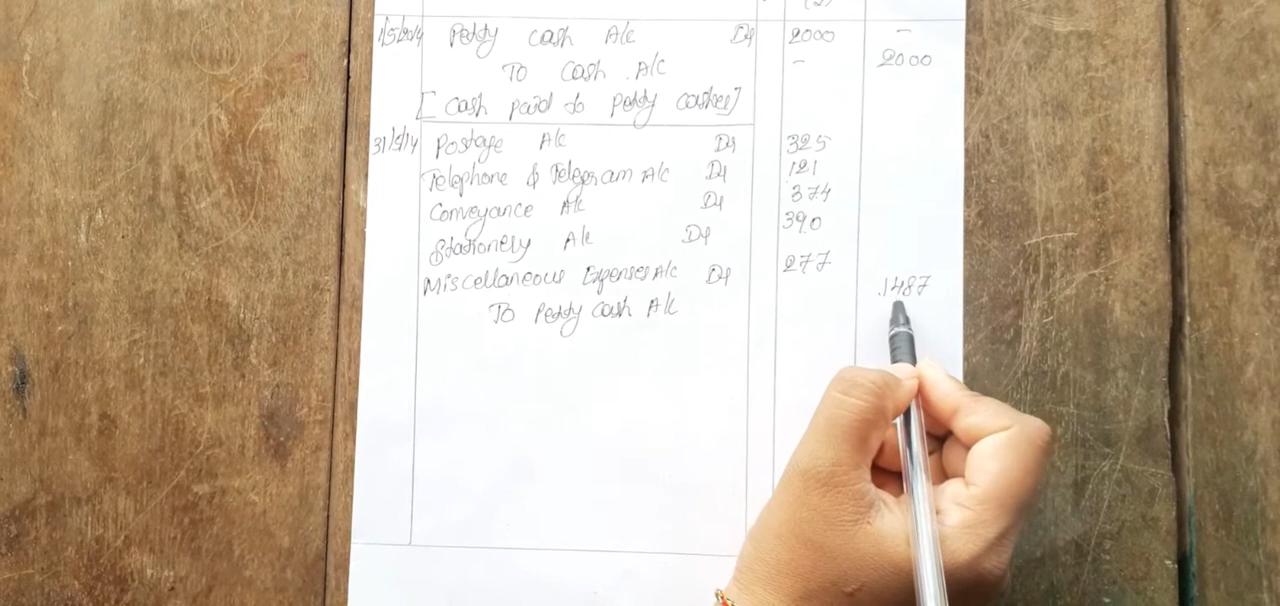 1/5/2014 Petty cash A/c Dr 2000 -
To cash A/c - 2000
[cash paid to petty cashier]
31/5/14 Postage A/c Dr 325
Telephone & Telegram A/c Dr 121
Conveyance A/c Dr 374
Stationery A/c Dr 390
Miscellaneous Expenses A/c Dr 277
To Petty cash A/c 1487